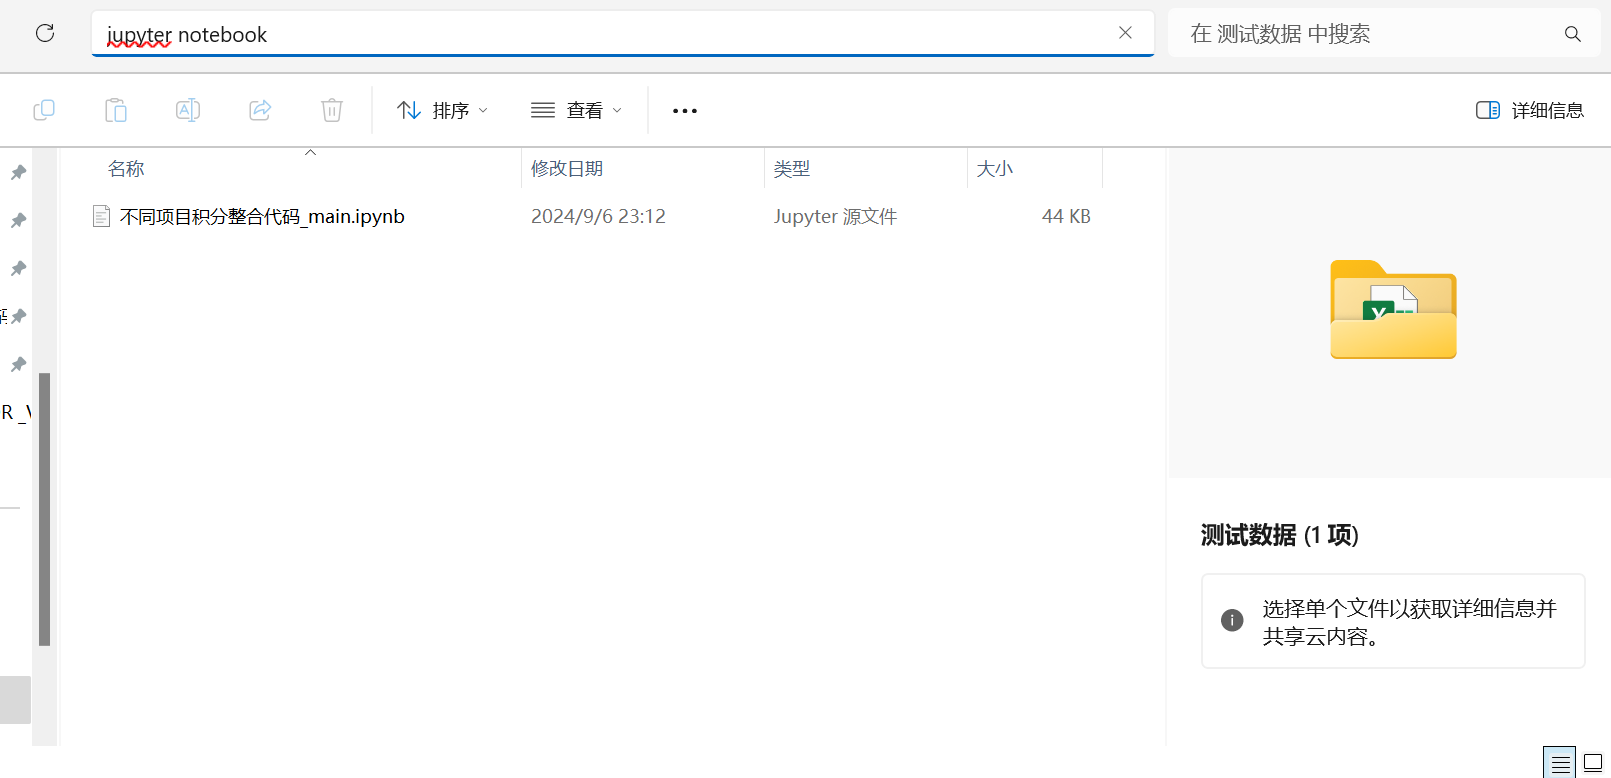 jupyter notebook
在 测试数据 中搜索
排序
查看
详细信息
名称
修改日期
类型
大小
不同项目积分整合代码_main.ipynb
2024/9/6 23:12
Jupyter 源文件
44 KB
R_V
测试数据 (1 项)
选择单个文件以获取详细信息并
共享云内容。